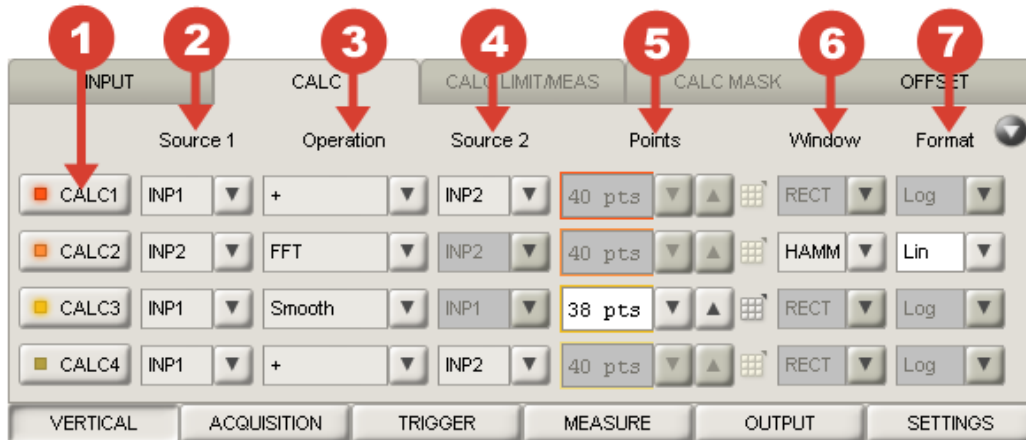 1 2 3 4 5 6 7
INPUT CALC CALC LIMIT/MEAS CALC MASK OFFSET
Source 1 Operation Source 2 Points Window Format
CALC1 INP1 + INP2 40 pts RECT Log
CALC2 INP2 FFT INP2 40 pts HAMM Lin
CALC3 INP1 Smooth INP1 38 pts RECT Log
CALC4 INP1 + INP2 40 pts RECT Log
VERTICAL ACQUISITION TRIGGER MEASURE OUTPUT SETTINGS